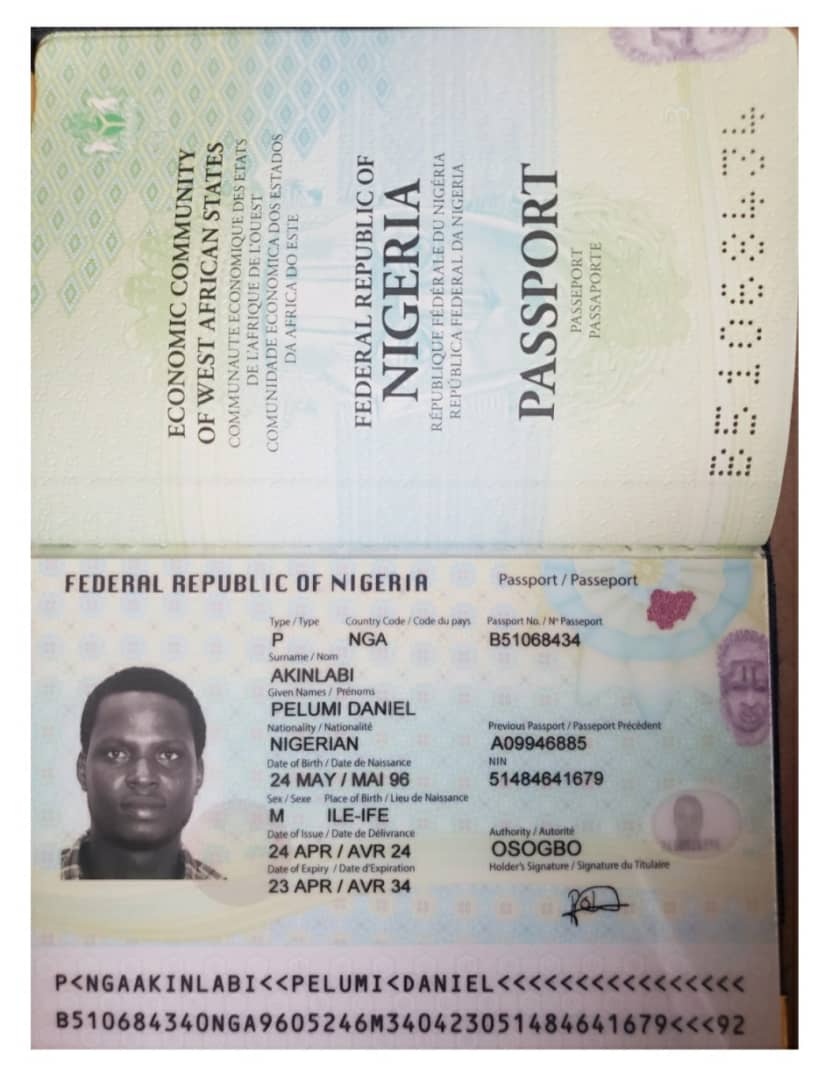 ECONOMIC COMMUNITY
OF WEST AFRICAN STATES
COMMUNAUTE ECONOMIQUE DES ETATS
DE L'AFRIQUE DE L'OUEST
COMUNIDADE ECONOMICA DOS ESTADOS
DA AFRICA DO ESTE
FEDERAL REPUBLIC OF
NIGERIA
RÉPUBLIQUE FÉDÉRALE DU NIGÉRIA
REPÚBLICA FEDERAL DA NIGERIA
PASSPORT
PASSEPORT
PASSAPORTE
B51068434
FEDERAL REPUBLIC OF NIGERIA
Passport / Passeport
Type / Type Country Code / Code du pays Passport No. / Nº Passeport
P NGA B51068434
Surname / Nom
AKINLABI
Given Names / Prénoms
PELUMI DANIEL
Nationality / Nationalité Previous Passport / Passeport Précédent
NIGERIAN A09946885
Date of Birth / Date de Naissance NIN
24 MAY / MAI 96 51484641679
Sex / Sexe Place of Birth / Lieu de Naissance
M ILE-IFE
Date of Issue / Date de Délivrance Authority / Autorité
24 APR / AVR 24 OSOGBO
Date of Expiry / Date d'Expiration Holder's Signature / Signature du Titulaire
23 APR / AVR 34
P<NGAAKINLABI<<PELUMI<DANIEL<<<<<<<<<<<<<<<<
B510684340NGA9605246M340423051484641679<<<92